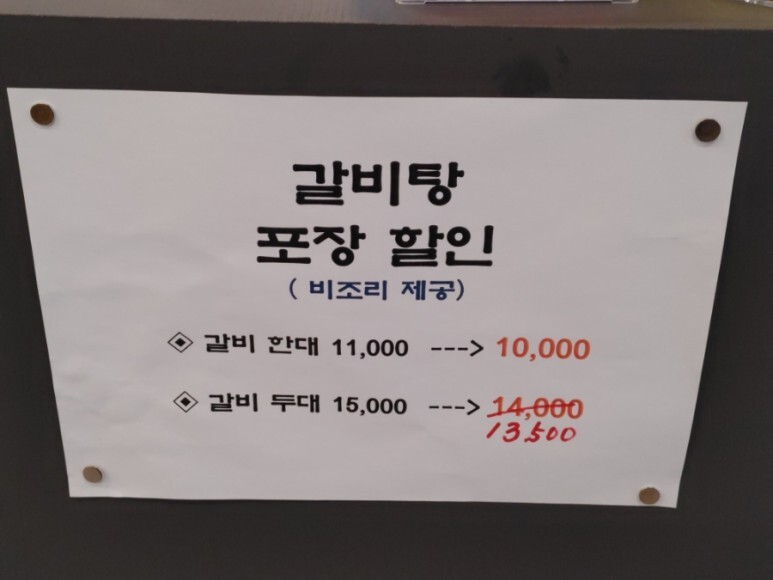 갈비탕
포장 할인
( 비조리 제공)
◈ 갈비 한대 11,000 ---> 10,000
◈ 갈비 두대 15,000 ---> 14,000
13,500